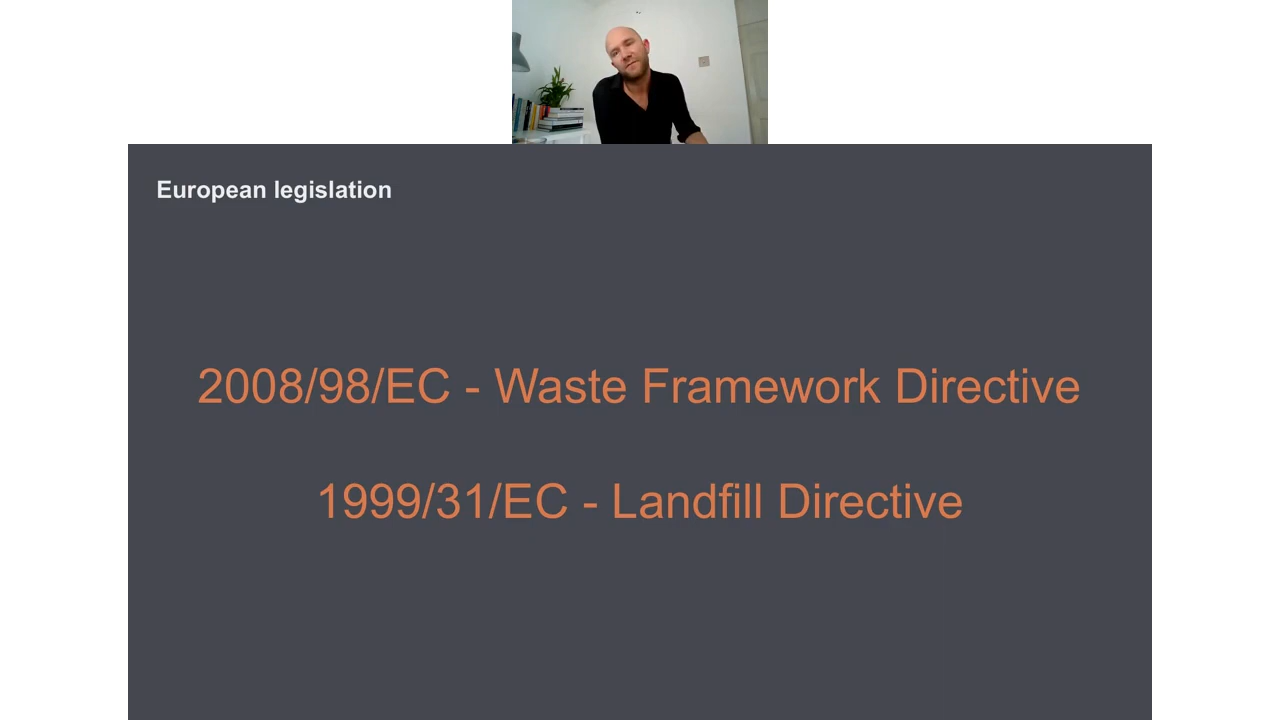 European legislation
2008/98/EC - Waste Framework Directive
1999/31/EC - Landfill Directive